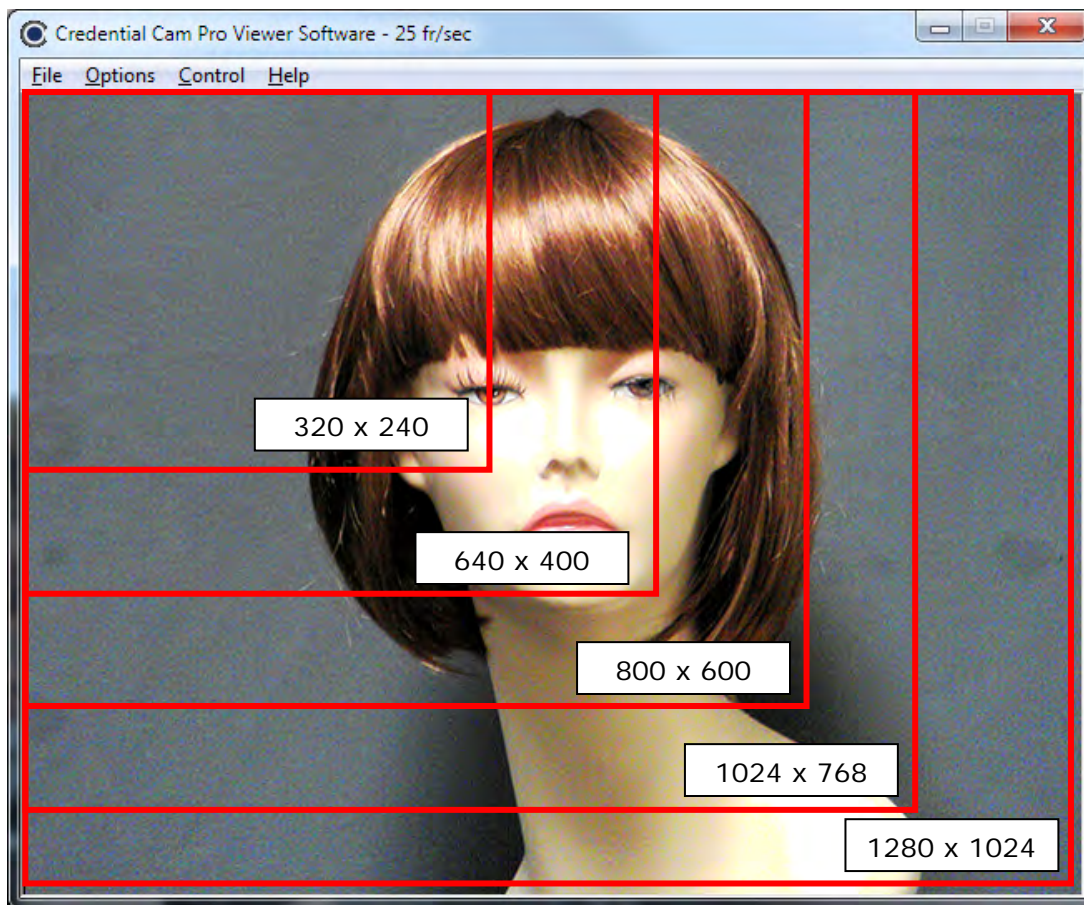 Credential Cam Pro Viewer Software - 25 fr/sec
File Options Control Help
320 x 240
640 x 400
800 x 600
1024 x 768
1280 x 1024